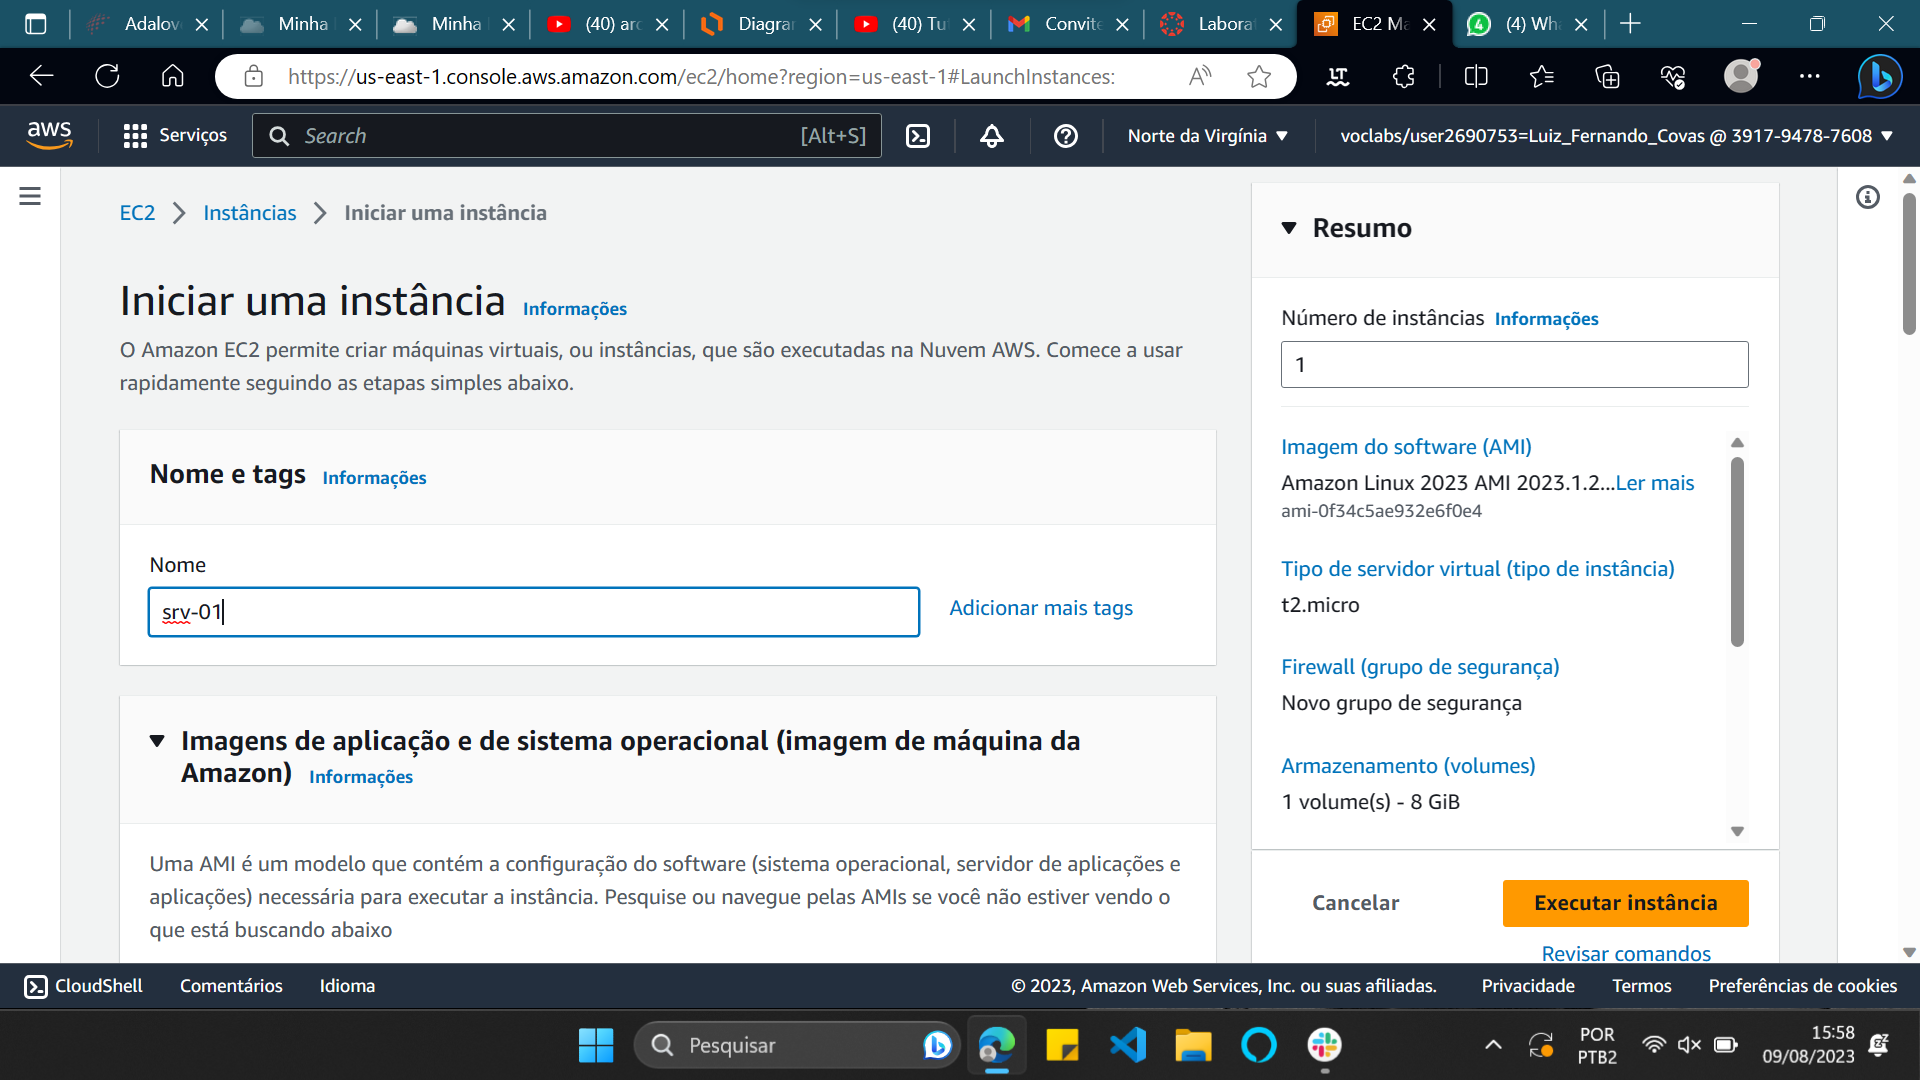 Adalov
Minha
Minha
(40) arc
Diagrar
(40) Tu
Convite
Laborat
EC2 Ma
(4) Wha
https://us-east-1.console.aws.amazon.com/ec2/home?region=us-east-1#LaunchInstances:
aws
Serviços
Search
[Alt+S]
Norte da Virgínia
voclabs/user2690753=Luiz_Fernando_Covas @ 3917-9478-7608
EC2
Instâncias
Iniciar uma instância
Iniciar uma instância Informações
O Amazon EC2 permite criar máquinas virtuais, ou instâncias, que são executadas na Nuvem AWS. Comece a usar
rapidamente seguindo as etapas simples abaixo.
Nome e tags Informações
Nome
srv-01
Adicionar mais tags
Imagens de aplicação e de sistema operacional (imagem de máquina da
Amazon) Informações
Uma AMI é um modelo que contém a configuração do software (sistema operacional, servidor de aplicações e
aplicações) necessária para executar a instância. Pesquise ou navegue pelas AMIs se você não estiver vendo o
que está buscando abaixo
Resumo
Número de instâncias Informações
1
Imagem do software (AMI)
Amazon Linux 2023 AMI 2023.1.2...Ler mais
ami-0f34c5ae932e6f0e4
Tipo de servidor virtual (tipo de instância)
t2.micro
Firewall (grupo de segurança)
Novo grupo de segurança
Armazenamento (volumes)
1 volume(s) - 8 GiB
Cancelar
Executar instância
Revisar comandos
CloudShell
Comentários
Idioma
© 2023, Amazon Web Services, Inc. ou suas afiliadas.
Privacidade
Termos
Preferências de cookies
Pesquisar
POR
PTB2
15:58
09/08/2023